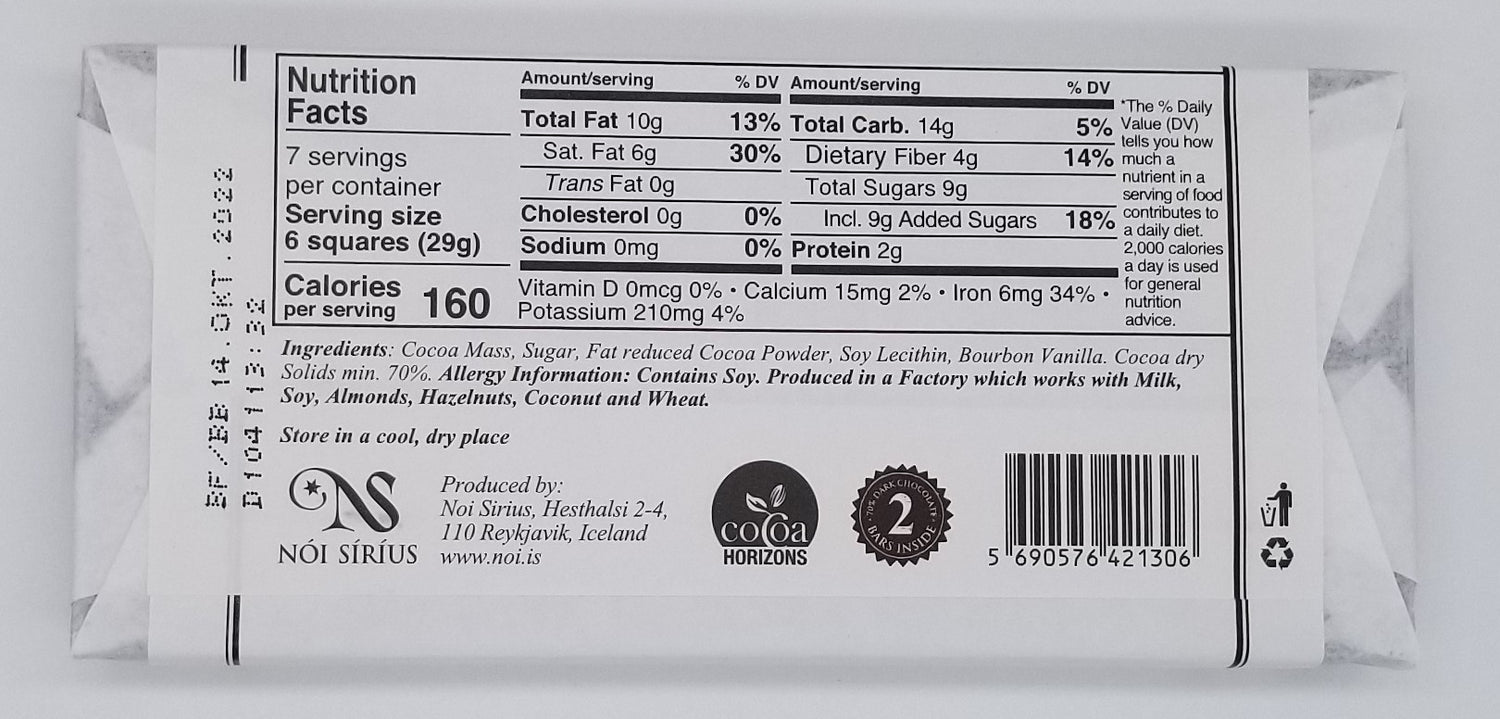 BF/BB 14.OKT.2022
D104113:32
Nutrition
Facts
7 servings
per container
Serving size
6 squares (29g)
Calories
per serving 160
Amount/serving % DV
Total Fat 10g 13%
Sat. Fat 6g 30%
Trans Fat 0g
Cholesterol 0g 0%
Sodium 0mg 0%
Amount/serving % DV
Total Carb. 14g 5%
Dietary Fiber 4g 14%
Total Sugars 9g
Incl. 9g Added Sugars 18%
Protein 2g
Vitamin D 0mcg 0% • Calcium 15mg 2% • Iron 6mg 34% •
Potassium 210mg 4%
*The % Daily
Value (DV)
tells you how
much a
nutrient in a
serving of food
contributes to
a daily diet.
2,000 calories
a day is used
for general
nutrition
advice.
Ingredients: Cocoa Mass, Sugar, Fat reduced Cocoa Powder, Soy Lecithin, Bourbon Vanilla. Cocoa dry
Solids min. 70%. Allergy Information: Contains Soy. Produced in a Factory which works with Milk,
Soy, Almonds, Hazelnuts, Coconut and Wheat.
Store in a cool, dry place
NS
NÓI SÍRÍUS
Produced by:
Noi Sirius, Hesthalsi 2-4,
110 Reykjavik, Iceland
www.noi.is
cocoa
HORIZONS
70% DARK CHOCOLATE
2
BARS INSIDE
5 690576 421306